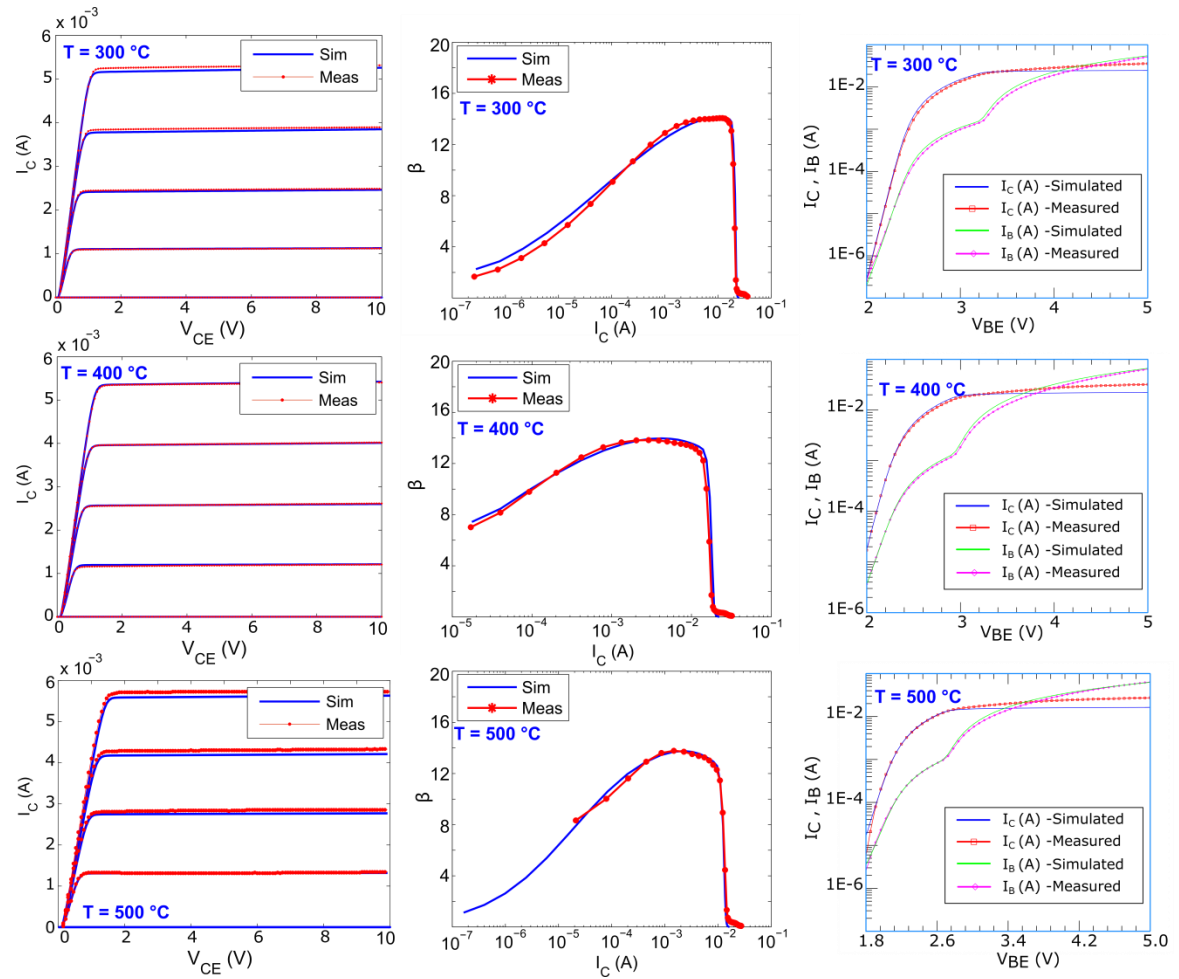 x 10⁻³
T = 300 °C
Sim
Meas
6
5
4
3
2
1
0
I_C (A)
0 2 4 6 8 10
V_CE (V)
Sim
Meas
T = 300 °C
20
16
12
8
4
0
β
10⁻⁷ 10⁻⁶ 10⁻⁵ 10⁻⁴ 10⁻³ 10⁻² 10⁻¹
I_C (A)
T = 300 °C
1E-2
1E-4
1E-6
I_C , I_B (A)
I_C (A) -Simulated
I_C (A) -Measured
I_B (A) -Simulated
I_B (A) -Measured
2 3 4 5
V_BE (V)
x 10⁻³
T = 400 °C
Sim
Meas
6
5
4
3
2
1
0
I_C (A)
0 2 4 6 8 10
V_CE (V)
Sim
Meas
T = 400 °C
20
16
12
8
4
0
β
10⁻⁵ 10⁻⁴ 10⁻³ 10⁻² 10⁻¹
I_C (A)
T = 400 °C
1E-2
1E-4
1E-6
I_C , I_B (A)
I_C (A) -Simulated
I_C (A) -Measured
I_B (A) -Simulated
I_B (A) -Measured
2 3 4 5
V_BE (V)
x 10⁻³
Sim
Meas
6
5
4
3
2
1
0
I_C (A)
T = 500 °C
0 2 4 6 8 10
V_CE (V)
Sim
Meas
T = 500 °C
20
16
12
8
4
0
β
10⁻⁷ 10⁻⁶ 10⁻⁵ 10⁻⁴ 10⁻³ 10⁻² 10⁻¹
I_C (A)
T = 500 °C
1E-2
1E-4
1E-6
I_C , I_B (A)
I_C (A) -Simulated
I_C (A) -Measured
I_B (A) -Simulated
I_B (A) -Measured
1.8 2.6 3.4 4.2 5.0
V_BE (V)